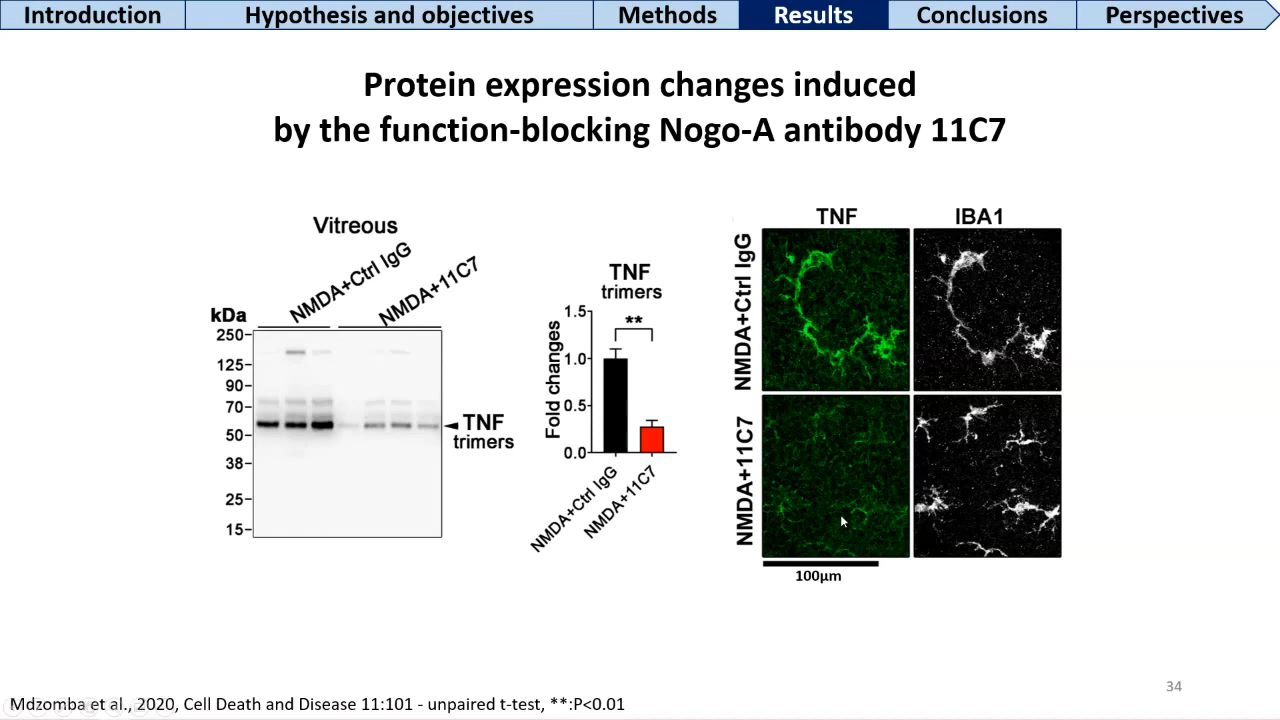 Introduction
Hypothesis and objectives
Methods
Results
Conclusions
Perspectives
Protein expression changes induced
by the function-blocking Nogo-A antibody 11C7
Vitreous
NMDA+Ctrl IgG
NMDA+11C7
kDa
250-
125-
90-
70-
50-
38-
25-
15-
TNF
trimers
TNF
trimers
Fold changes
1.5
1.0
0.5
0.0
**
NMDA+Ctrl IgG
NMDA+11C7
TNF
IBA1
NMDA+Ctrl IgG
NMDA+11C7
100µm
34
Mdzomba et al., 2020, Cell Death and Disease 11:101 - unpaired t-test, **:P<0.01